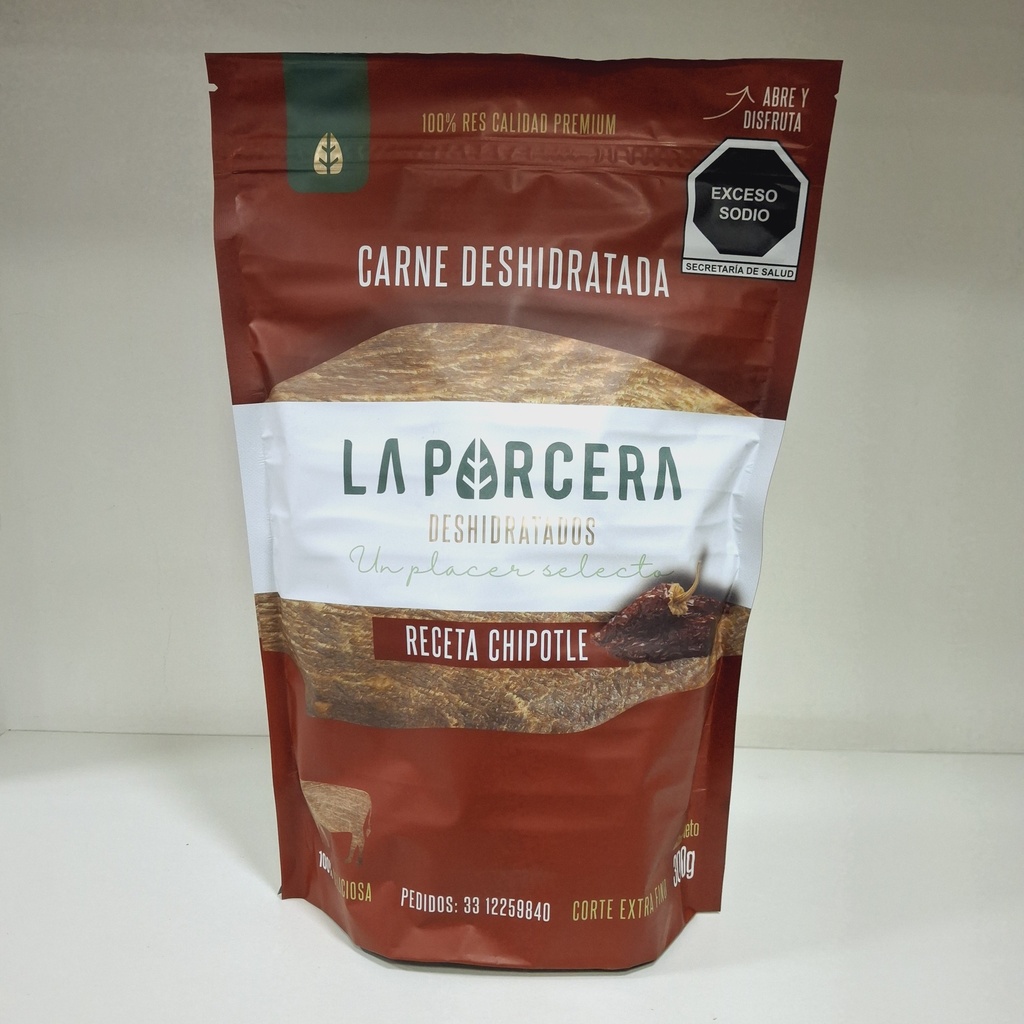 100% RES CALIDAD PREMIUM
ABRE Y
DISFRUTA
EXCESO
SODIO
SECRETARÍA DE SALUD
CARNE DESHIDRATADA
LA PORCERA
DESHIDRATADOS
Un placer selecto
RECETA CHIPOTLE
PEDIDOS: 33 12259840
CORTE EXTRA FINO